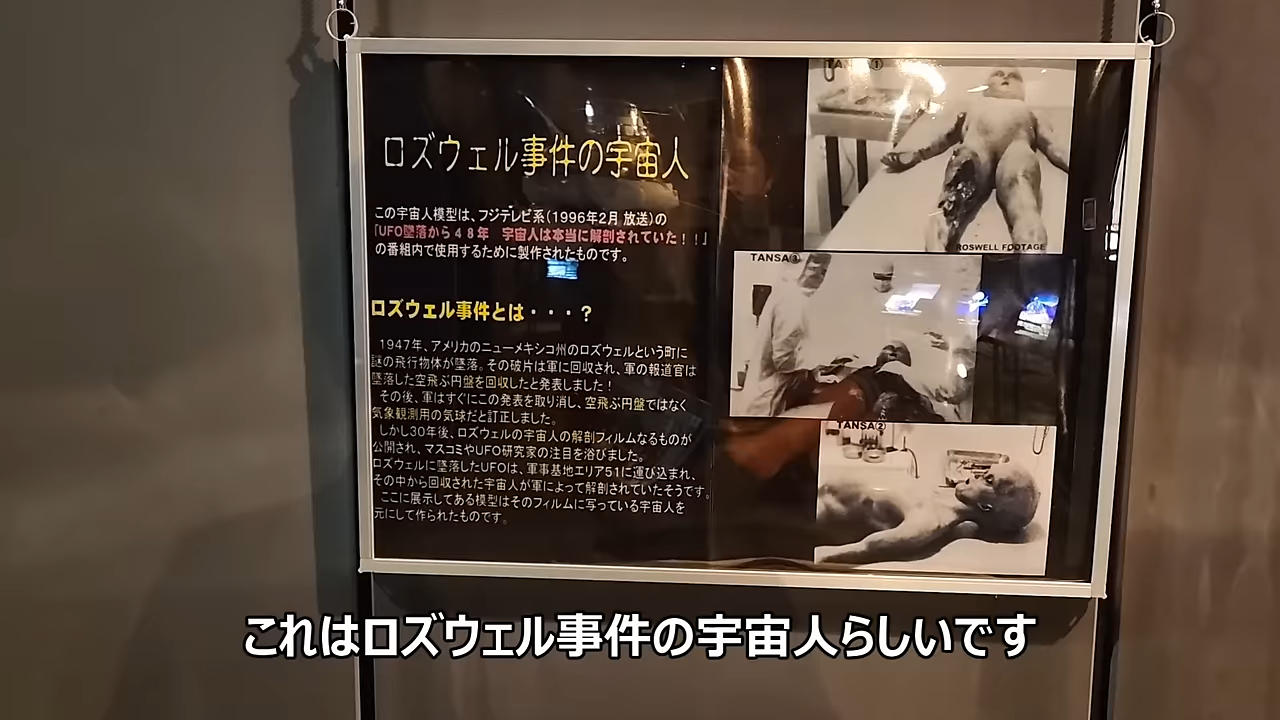 ロズウェル事件の宇宙人
この宇宙人模型は、フジテレビ系(1996年2月 放送)の
「UFO墜落から48年 宇宙人は本当に解剖されていた!!」
の番組内で使用するために製作されたものです。
ロズウェル事件とは・・・?
1947年、アメリカのニューメキシコ州のロズウェルという町に
謎の飛行物体が墜落。その破片は軍に回収され、軍の報道官は
墜落した空飛ぶ円盤を回収したと発表しました!
その後、軍はすぐにこの発表を取り消し、空飛ぶ円盤ではなく
気象観測用の気球だと訂正しました。
しかし30年後、ロズウェルの宇宙人の解剖フィルムなるものが
公開され、マスコミやUFO研究家の注目を浴びました。
ロズウェルに墜落したUFOは、軍事基地エリア51に運び込まれ、
その中から回収された宇宙人が軍によって解剖されていたそうです。
ここに展示してある模型はそのフィルムに写っている宇宙人を
元にして作られたものです。
TANSA①
ROSWELL FOOTAGE
TANSA③
TANSA②
これはロズウェル事件の宇宙人らしいです